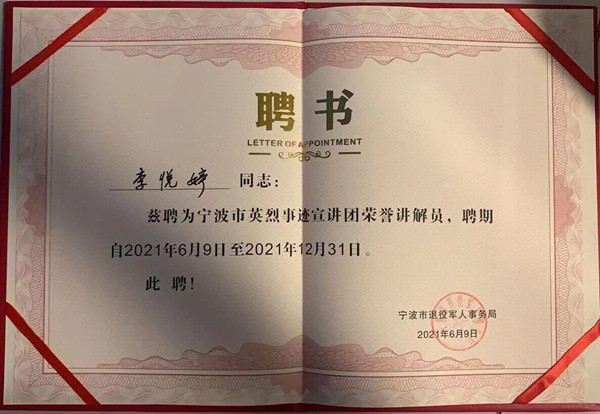 聘书
LETTER OF APPOINTMENT
李悦婷 同志：
兹聘为宁波市英烈事迹宣讲团荣誉讲解员，聘期
自2021年6月9日至2021年12月31日。
此 聘！
宁波市退役军人事务局
2021年6月9日